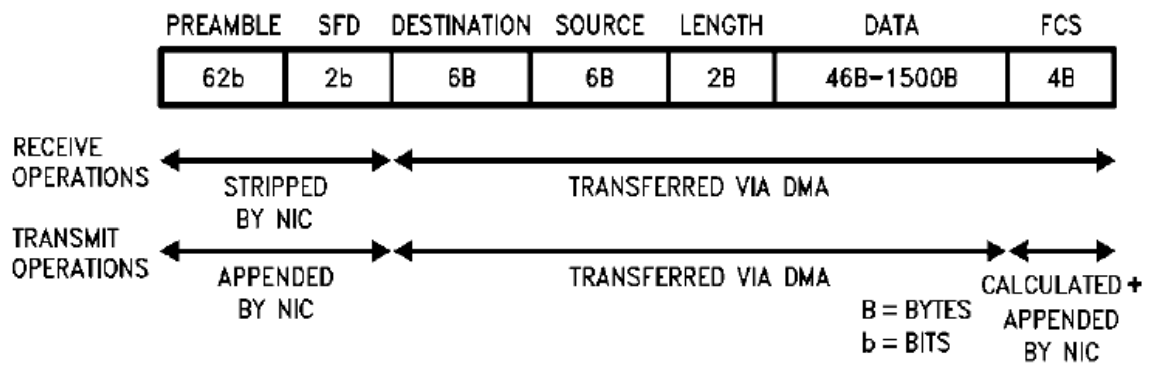 PREAMBLE SFD DESTINATION SOURCE LENGTH DATA FCS
62b 2b 6B 6B 2B 46B-1500B 4B
RECEIVE
OPERATIONS
STRIPPED
BY NIC
TRANSFERRED VIA DMA
TRANSMIT
OPERATIONS
APPENDED
BY NIC
TRANSFERRED VIA DMA
CALCULATED +
APPENDED
BY NIC
B = BYTES
b = BITS